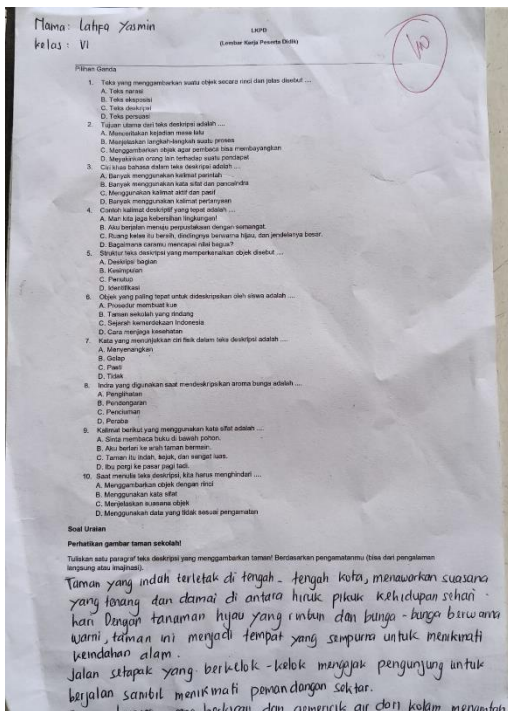 Nama: Latifa Yasmin
kelas: VI
LKPD
(Lembar Kerja Peserta Didik)
100
Pilihan Ganda
1. Teks yang menggambarkan suatu objek secara rinci dan jelas disebut ....
A. Teks narasi
B. Teks eksposisi
C. Teks deskripsi
D. Teks persuasi
2. Tujuan utama dari teks deskripsi adalah ....
A. Menceritakan kejadian masa lalu
B. Menjelaskan langkah-langkah suatu proses
C. Menggambarkan objek agar pembaca bisa membayangkan
D. Meyakinkan orang lain terhadap suatu pendapat
3. Ciri khas bahasa dalam teks deskripsi adalah ....
A. Banyak menggunakan kalimat perintah
B. Banyak menggunakan kata sifat dan pancaindra
C. Menggunakan kalimat aktif dan pasif
D. Banyak menggunakan kalimat pertanyaan
4. Contoh kalimat deskriptif yang tepat adalah ....
A. Mari kita jaga kebersihan lingkungan!
B. Aku berjalan menuju perpustakaan dengan semangat.
C. Ruang kelas itu bersih, dindingnya berwarna hijau, dan jendelanya besar.
D. Bagaimana caramu mencapai nilai bagus?
5. Struktur teks deskripsi yang memperkenalkan objek disebut ....
A. Deskripsi bagian
B. Kesimpulan
C. Penutup
D. Identifikasi
6. Objek yang paling tepat untuk dideskripsikan oleh siswa adalah ....
A. Prosedur membuat kue
B. Taman sekolah yang rindang
C. Sejarah kemerdekaan Indonesia
D. Cara menjaga kesehatan
7. Kata yang menunjukkan ciri fisik dalam teks deskripsi adalah ....
A. Menyenangkan
B. Gelap
C. Pasti
D. Tidak
8. Indra yang digunakan saat mendeskripsikan aroma bunga adalah ....
A. Penglihatan
B. Pendengaran
C. Penciuman
D. Peraba
9. Kalimat berikut yang menggunakan kata sifat adalah ....
A. Sinta membaca buku di bawah pohon.
B. Aku berlari ke arah taman bermain.
C. Taman itu indah, sejuk, dan sangat luas.
D. Ibu pergi ke pasar pagi tadi.
10. Saat menulis teks deskripsi, kita harus menghindari ....
A. Menggambarkan objek dengan rinci
B. Menggunakan kata sifat
C. Menjelaskan suasana objek
D. Menggunakan data yang tidak sesuai pengamatan
Soal Uraian
Perhatikan gambar taman sekolah!
Tuliskan satu paragraf teks deskripsi yang menggambarkan taman! Berdasarkan pengamatanmu (bisa dari pengalaman
langsung atau imajinasi).
Taman yang indah terletak di tengah-tengah kota, menawarkan suasana
yang tenang dan damai di antara hiruk pikuk kehidupan sehari-
hari Dengan tanaman hijau yang rimbun dan bunga-bunga berwarna
warni, taman ini menjadi tempat yang sempurna untuk menikmati
keindahan alam.
Jalan setapak yang berkelok-kelok mengajak pengunjung untuk
berjalan sambil menikmati pemandangan sekitar.
dan gemericik air dari kolam